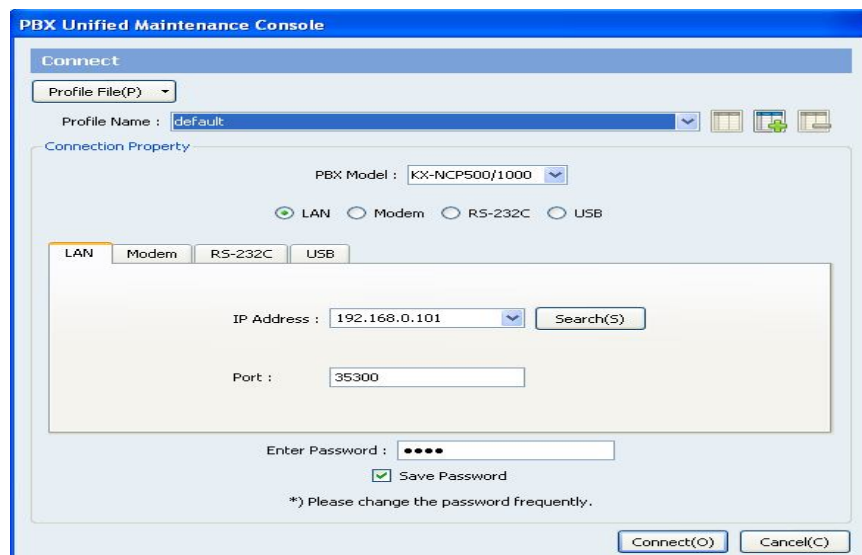 PBX Unified Maintenance Console
Connect
Profile File(P)
Profile Name : default
Connection Property
PBX Model : KX-NCP500/1000
LAN Modem RS-232C USB
LAN Modem RS-232C USB
IP Address : 192.168.0.101 Search(S)
Port : 35300
Enter Password : ●●●●
Save Password
*) Please change the password frequently.
Connect(O) Cancel(C)